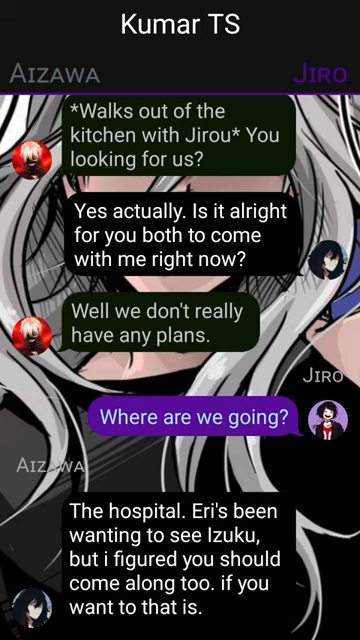 Kumar TS
Aizawa
Jiro
*Walks out of the
kitchen with Jirou* You
looking for us?
Yes actually. Is it alright
for you both to come
with me right now?
Well we don't really
have any plans.
Jiro
Where are we going?
Aizawa
The hospital. Eri's been
wanting to see Izuku,
but i figured you should
come along too. if you
want to that is.